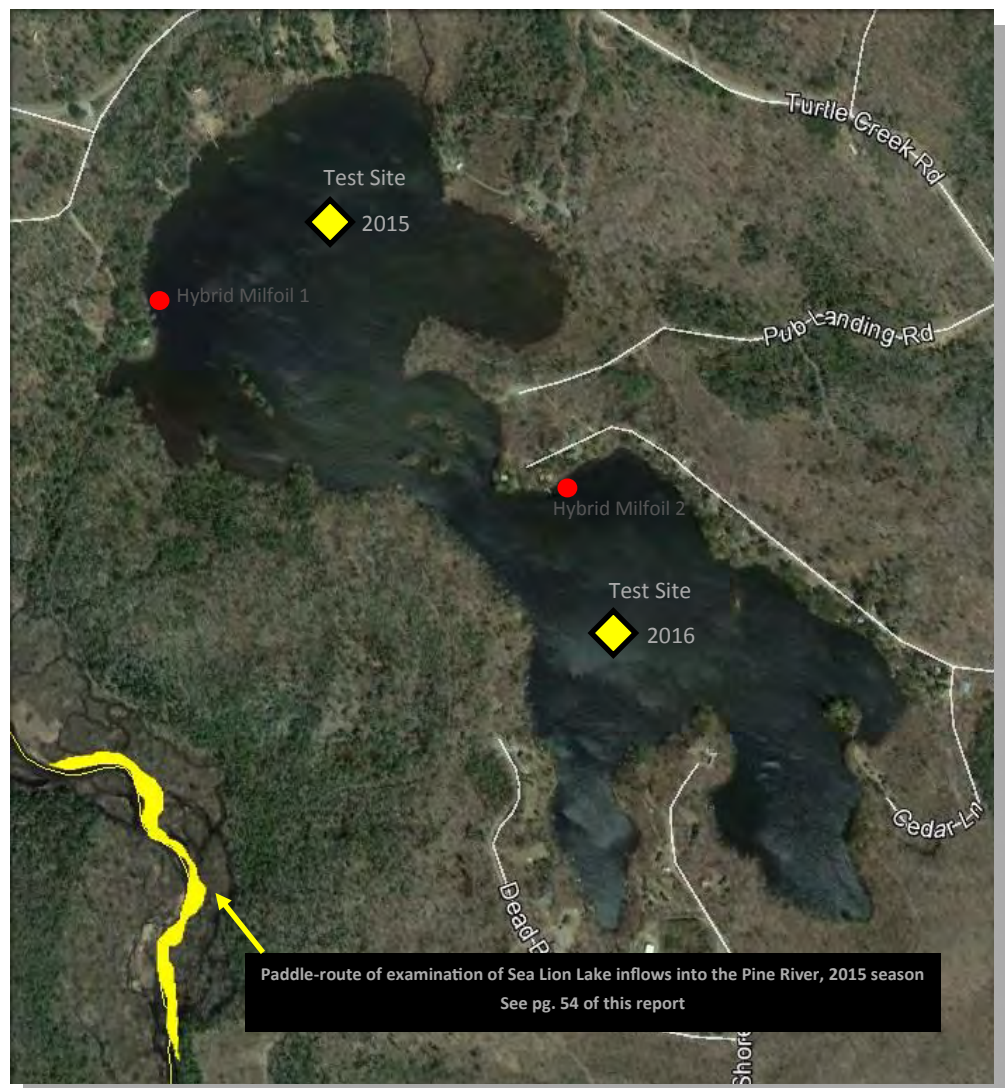 Turtle Creek Rd
Test Site
2015
Hybrid Milfoil 1
Pub Landing Rd
Hybrid Milfoil 2
Test Site
2016
Cedar Ln
Dead
Paddle-route of examination of Sea Lion Lake inflows into the Pine River, 2015 season
See pg. 54 of this report
Shore